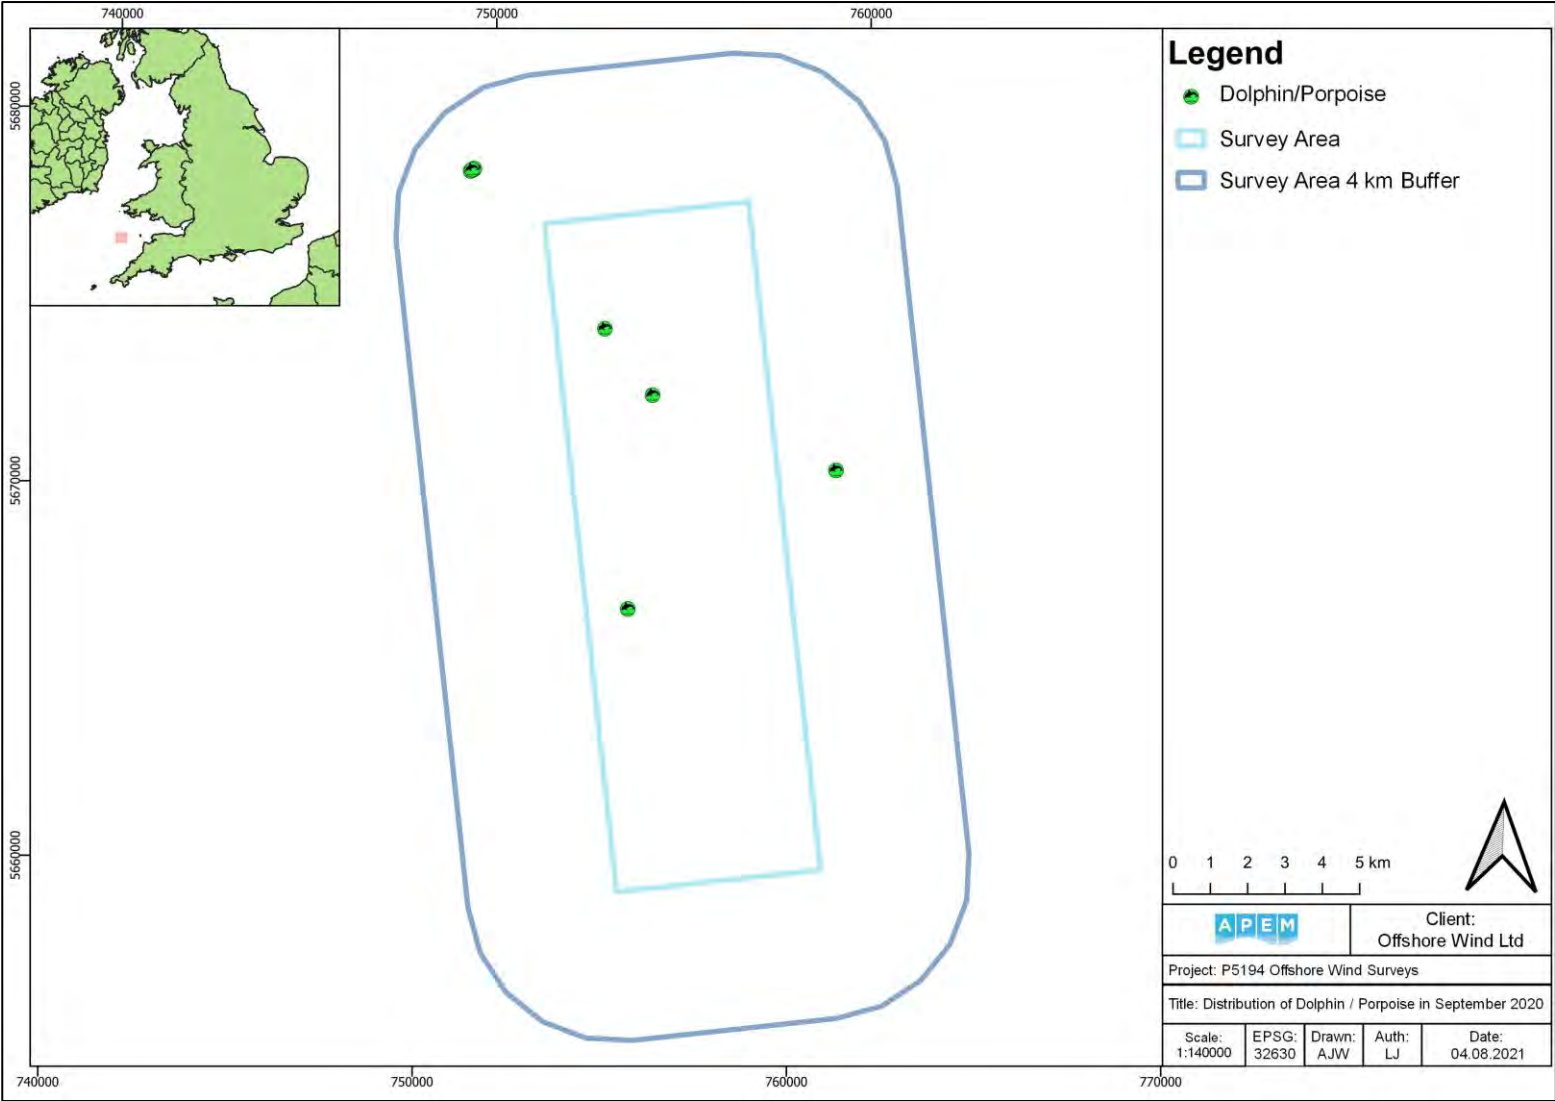 740000
750000
760000
5680000
5670000
5660000
Legend
Dolphin/Porpoise
Survey Area
Survey Area 4 km Buffer
0 1 2 3 4 5 km
APEM
Client:
Offshore Wind Ltd
Project: P5194 Offshore Wind Surveys
Title: Distribution of Dolphin / Porpoise in September 2020
Scale:
1:140000
EPSG:
32630
Drawn:
AJW
Auth:
LJ
Date:
04.08.2021
740000
750000
760000
770000